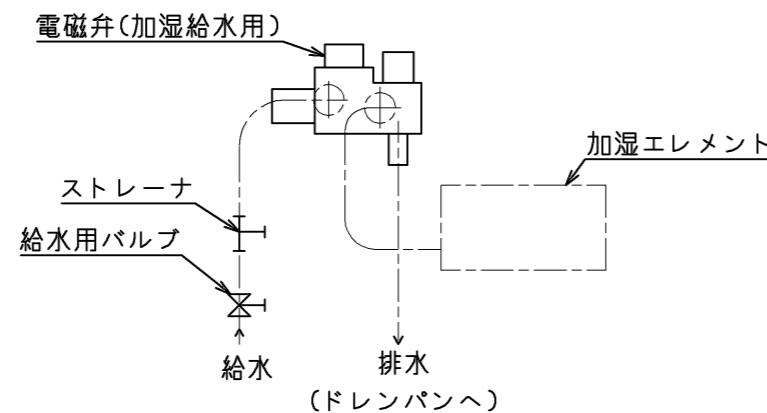 電磁弁(加湿給水用)
加湿エレメント
ストレーナ
給水用バルブ
給水
排水
(ドレンパンへ)